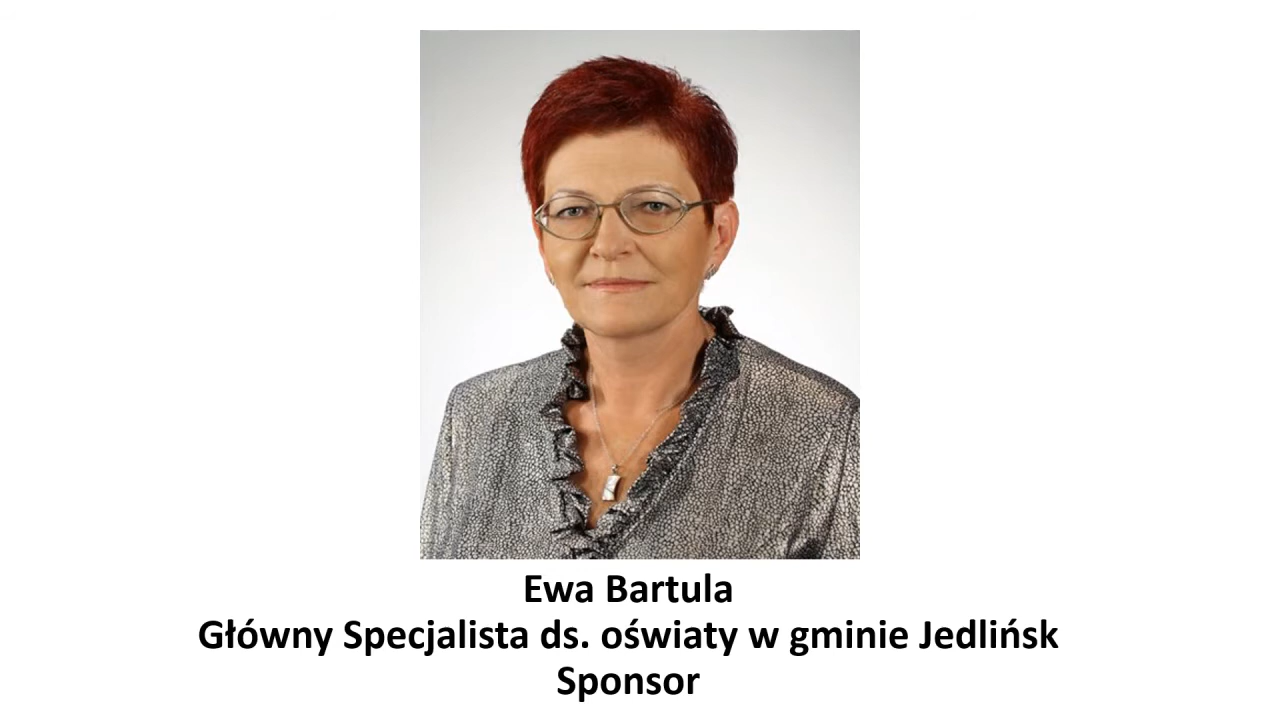 Ewa Bartula
Główny Specjalista ds. oświaty w gminie Jedlińsk
Sponsor